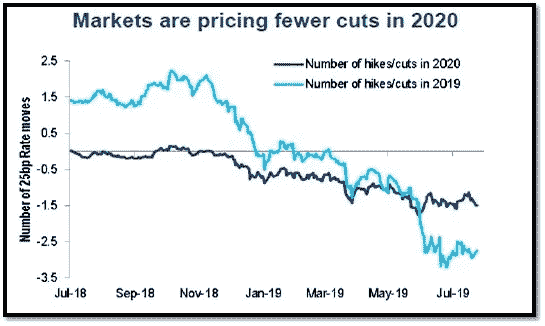 Markets are pricing fewer cuts in 2020
Number of hikes/cuts in 2020
Number of hikes/cuts in 2019
Number of 25bp Rate moves
2.5
1.5
0.5
-0.5
-1.5
-2.5
-3.5
Jul-18 Sep-18 Nov-18 Jan-19 Mar-19 May-19 Jul-19